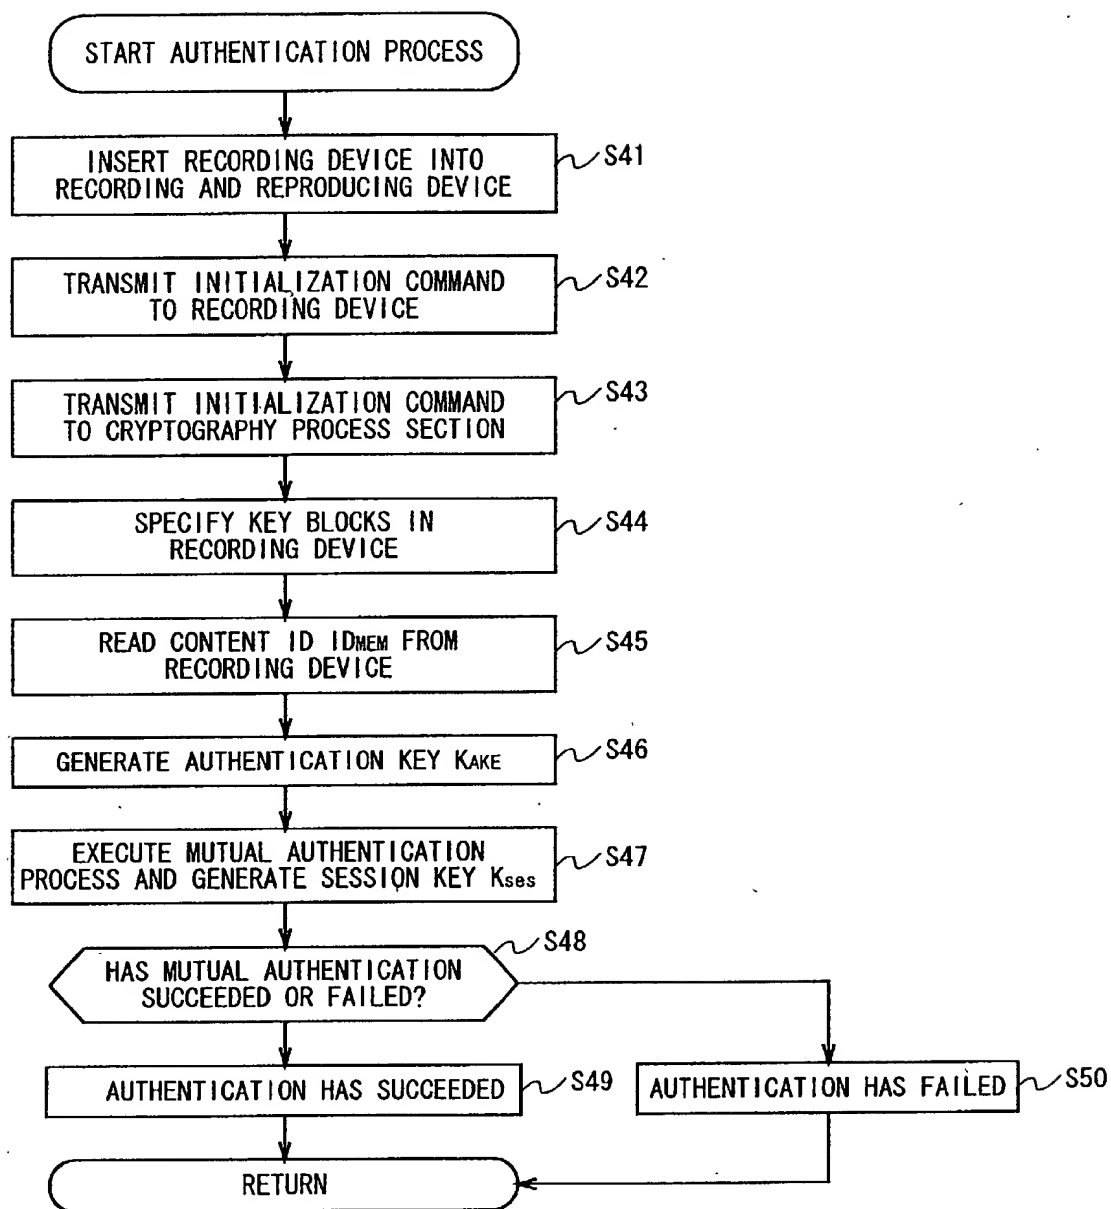 START AUTHENTICATION PROCESS
INSERT RECORDING DEVICE INTO
RECORDING AND REPRODUCING DEVICE
S41
TRANSMIT INITIALIZATION COMMAND
TO RECORDING DEVICE
S42
TRANSMIT INITIALIZATION COMMAND
TO CRYPTOGRAPHY PROCESS SECTION
S43
SPECIFY KEY BLOCKS IN
RECORDING DEVICE
S44
READ CONTENT ID IDMEM FROM
RECORDING DEVICE
S45
GENERATE AUTHENTICATION KEY KAKE
S46
EXECUTE MUTUAL AUTHENTICATION
PROCESS AND GENERATE SESSION KEY Kses
S47
HAS MUTUAL AUTHENTICATION
SUCCEEDED OR FAILED?
S48
AUTHENTICATION HAS SUCCEEDED
S49
AUTHENTICATION HAS FAILED
S50
RETURN